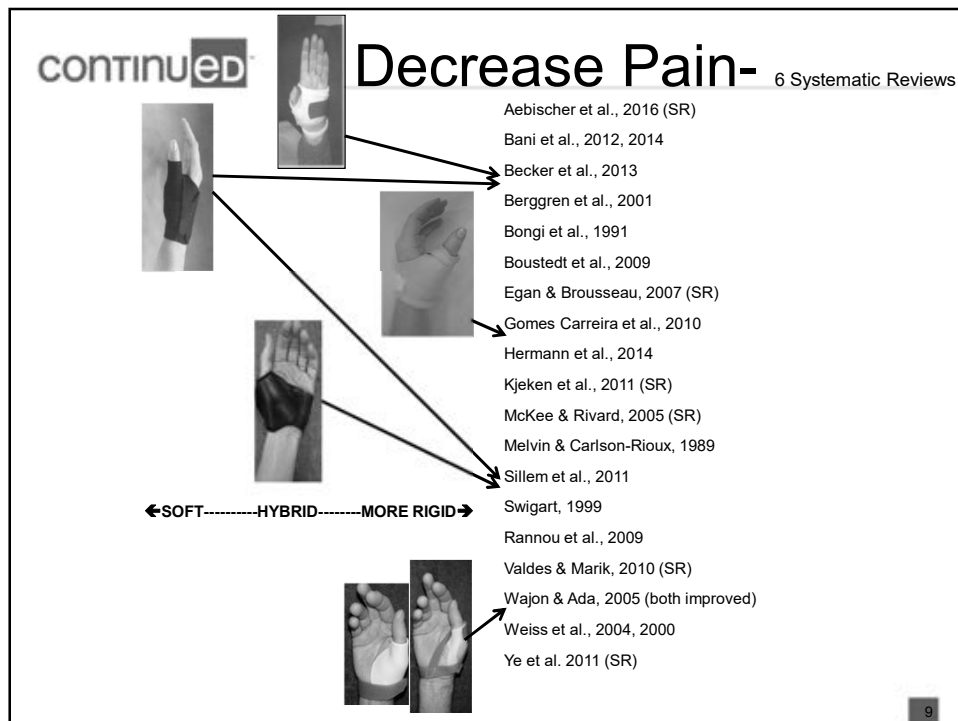 CONTINUED™
Decrease Pain- 6 Systematic Reviews
Aebischer et al., 2016 (SR)
Bani et al., 2012, 2014
Becker et al., 2013
Berggren et al., 2001
Bongi et al., 1991
Boustedt et al., 2009
Egan & Brousseau, 2007 (SR)
Gomes Carreira et al., 2010
Hermann et al., 2014
Kjeken et al., 2011 (SR)
McKee & Rivard, 2005 (SR)
Melvin & Carlson-Rioux, 1989
Sillem et al., 2011
Swigart, 1999
Rannou et al., 2009
Valdes & Marik, 2010 (SR)
Wajon & Ada, 2005 (both improved)
Weiss et al., 2004, 2000
Ye et al. 2011 (SR)
🡸SOFT----------HYBRID--------MORE RIGID🡺
9